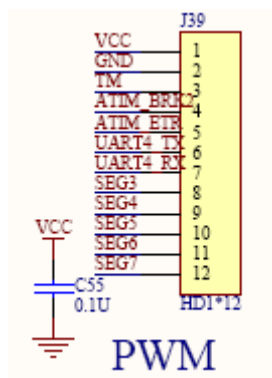 J39
VCC 1
GND 2
TM 3
ATIM_BRK2 4
ATIM_ETR 5
UART4_TX 6
UART4_RX 7
SEG3 8
SEG4 9
SEG5 10
SEG6 11
SEG7 12
VCC
C55
0.1U
HD1*12
PWM